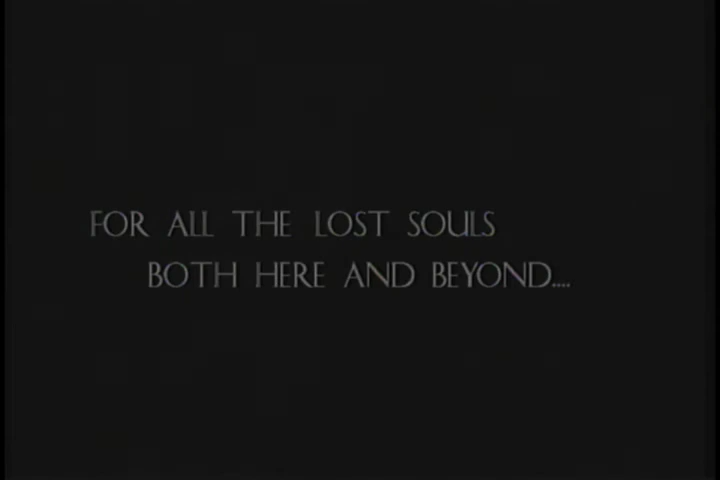 FOR ALL THE LOST SOULS
BOTH HERE AND BEYOND....